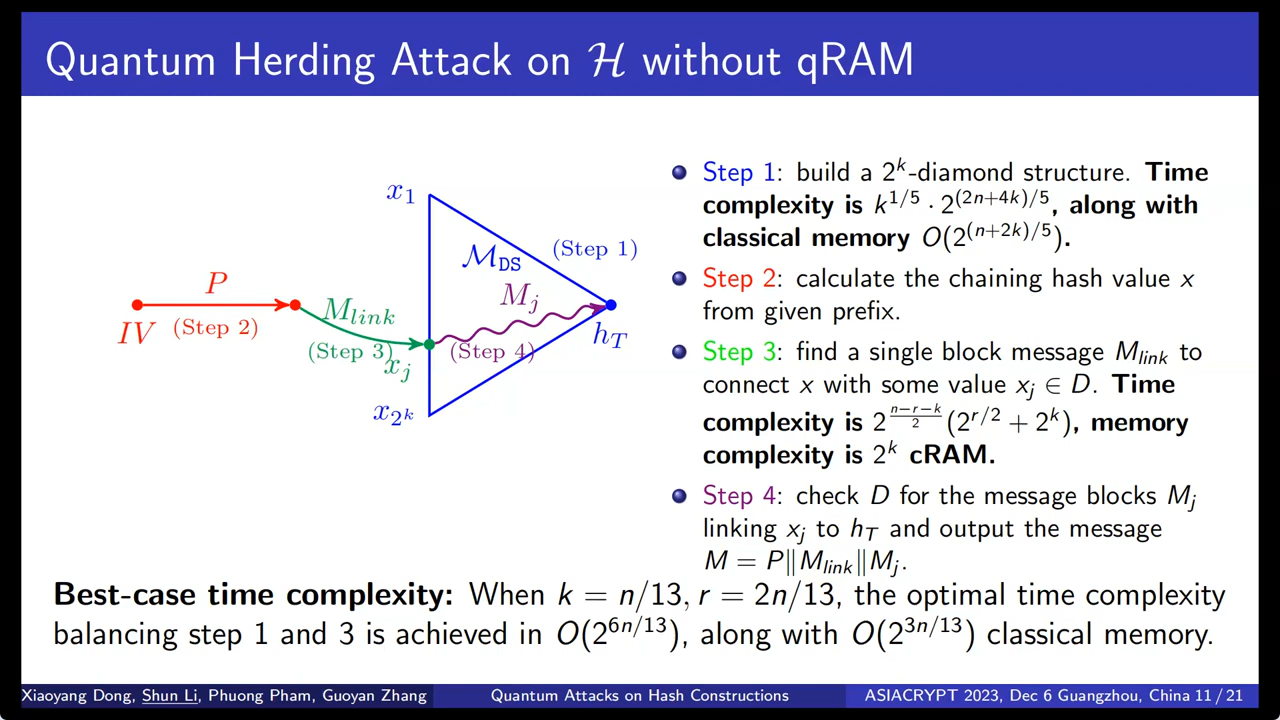 Quantum Herding Attack on ℋ without qRAM
x₁
ℳ_DS
(Step 1)
P
M_j
M_link
IV
(Step 2)
h_T
(Step 3)
(Step 4)
x_j
x_{2^k}
Step 1: build a 2^k-diamond structure. Time
complexity is k^{1/5} · 2^{(2n+4k)/5}, along with
classical memory O(2^{(n+2k)/5}).
Step 2: calculate the chaining hash value x
from given prefix.
Step 3: find a single block message M_link to
connect x with some value x_j ∈ D. Time
complexity is 2^{\frac{n−r−k}{2}}(2^{r/2} + 2^k), memory
complexity is 2^k cRAM.
Step 4: check D for the message blocks M_j
linking x_j to h_T and output the message
M = P‖M_link‖M_j.
Best-case time complexity: When k = n/13, r = 2n/13, the optimal time complexity
balancing step 1 and 3 is achieved in O(2^{6n/13}), along with O(2^{3n/13}) classical memory.
Xiaoyang Dong, Shun Li, Phuong Pham, Guoyan Zhang
Quantum Attacks on Hash Constructions
ASIACRYPT 2023, Dec 6 Guangzhou, China 11 / 21